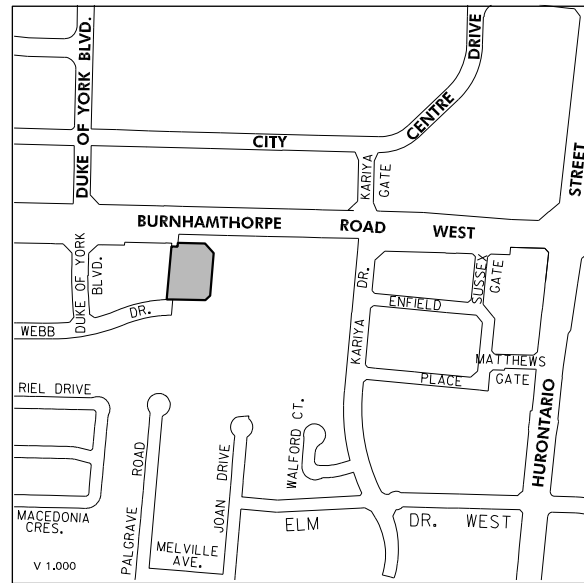 DUKE OF YORK BLVD.
CITY
CENTRE
DRIVE
KARIYA
GATE
STREET
BURNHAMTHORPE
ROAD
WEST
DUKE OF YORK
BLVD.
WEBB
DR.
KARIYA
DR.
ENFIELD
SUSSEX
GATE
MATTHEWS
GATE
PLACE
HURONTARIO
RIEL DRIVE
PALGRAVE
ROAD
JOAN
DRIVE
WALFORD CT.
MACEDONIA
CRES.
MELVILLE
AVE.
ELM
DR.
WEST
V 1.000